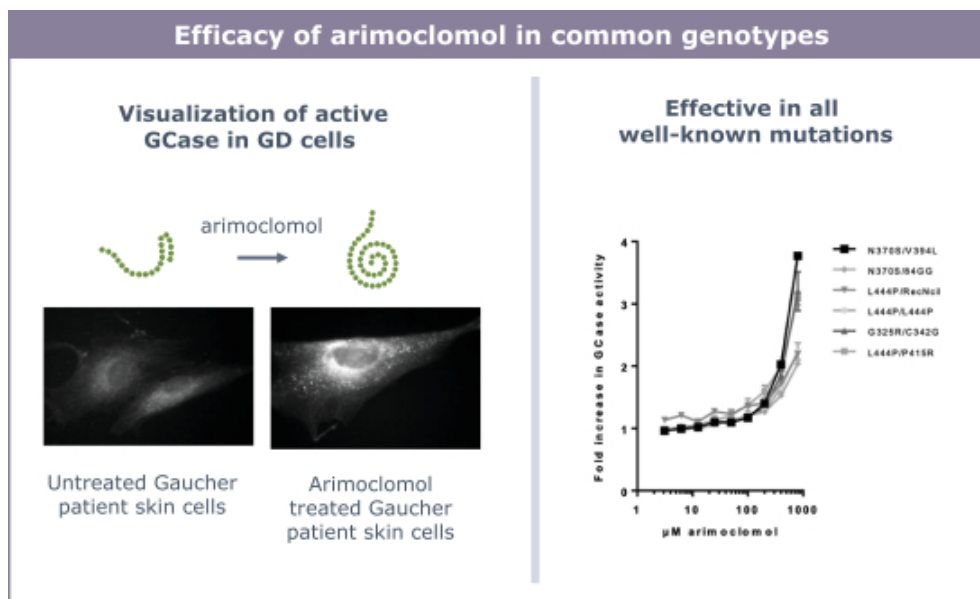 Efficacy of arimoclomol in common genotypes
Visualization of active
GCase in GD cells
arimoclomol
Untreated Gaucher
patient skin cells
Arimoclomol
treated Gaucher
patient skin cells
Effective in all
well-known mutations
Fold increase in GCase activity
4
3
2
1
0
1
10
100
1000
µM arimoclomol
N370S/V394L
N370S/84GG
L444P/RecNciI
L444P/L444P
G325R/C342G
L444P/P415R